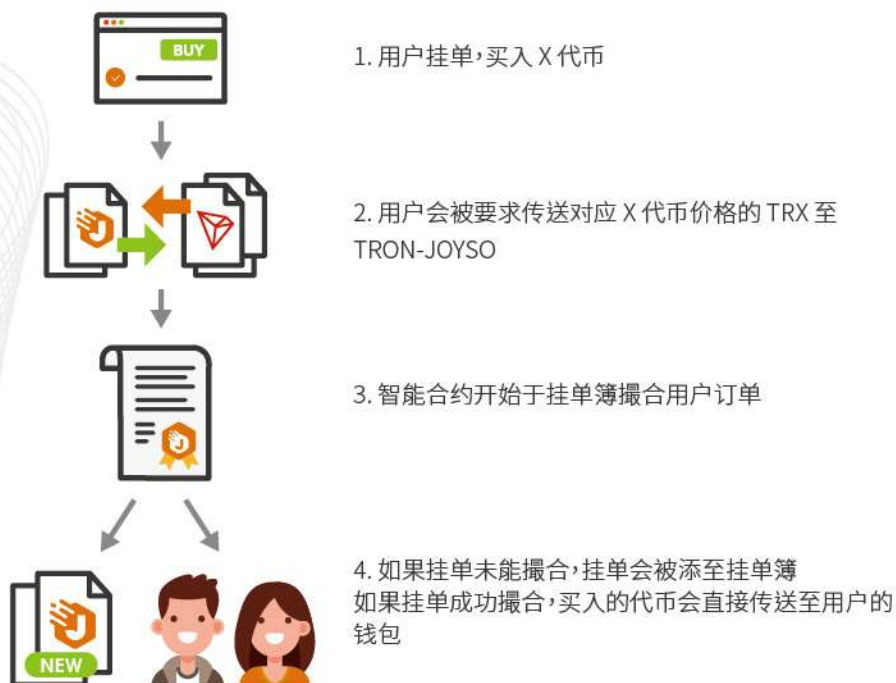 BUY
1. 用户挂单，买入 X 代币
2. 用户会被要求传送对应 X 代币价格的 TRX 至
TRON-JOYSO
3. 智能合约开始于挂单簿撮合用户订单
4. 如果挂单未能撮合，挂单会被添至挂单簿
如果挂单成功撮合，买入的代币会直接传送至用户的
钱包
NEW